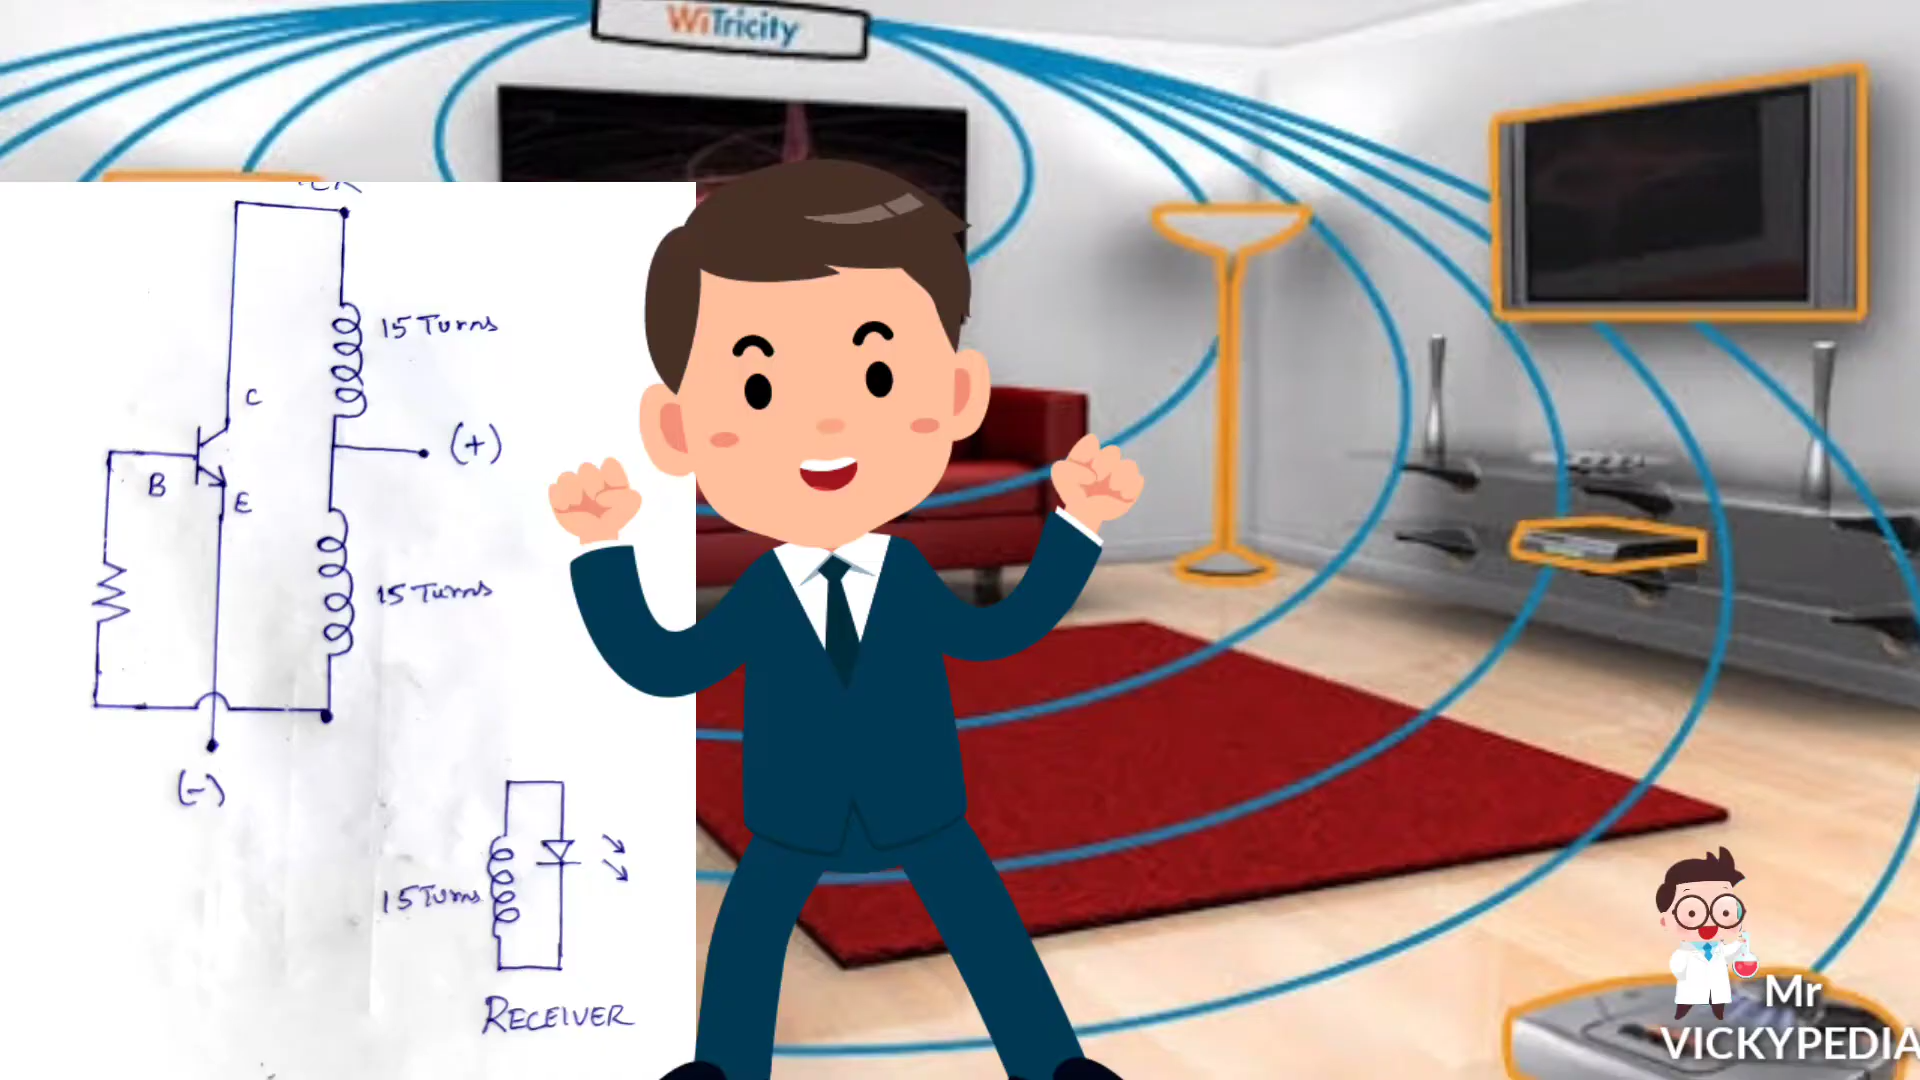 WiTricity
15 Turns
C
(+)
B
E
15 Turns
(-)
15 Turns
RECEIVER
Mr
VICKYPEDIA